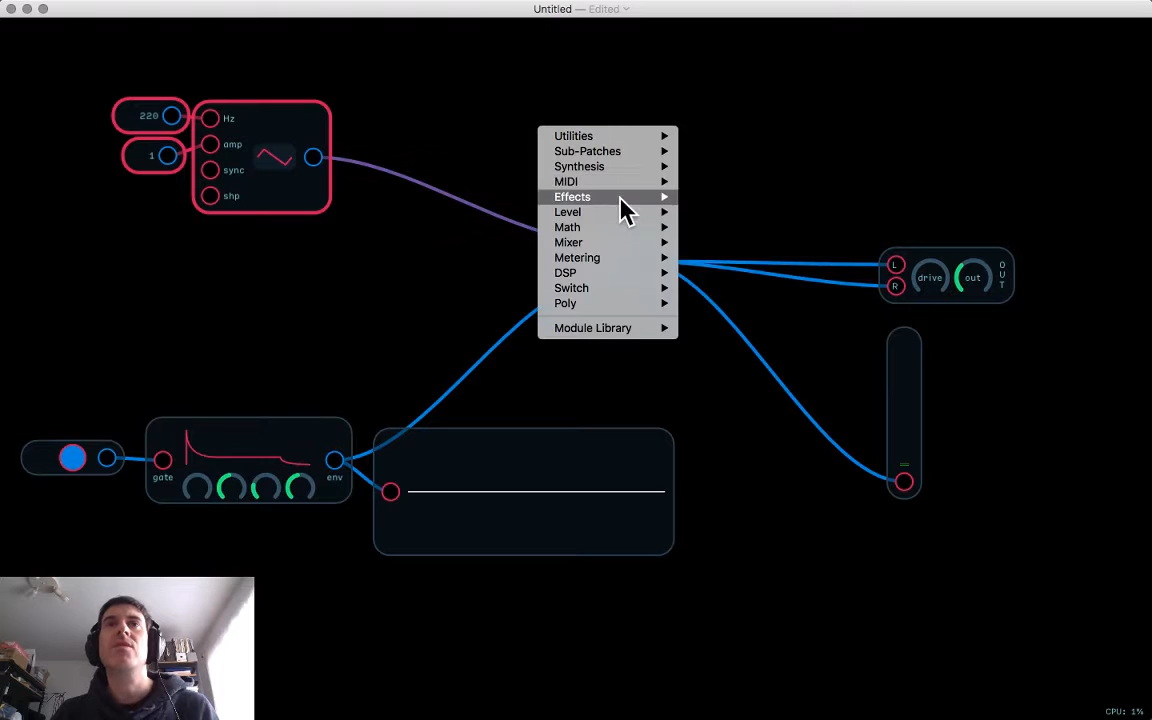 Untitled — Edited
220
Hz
1
amp
sync
shp
Utilities
Sub-Patches
Synthesis
MIDI
Effects
Level
Math
Mixer
Metering
DSP
Switch
Poly
Module Library
L
R
drive
out
OUT
gate
env
CPU: 1%